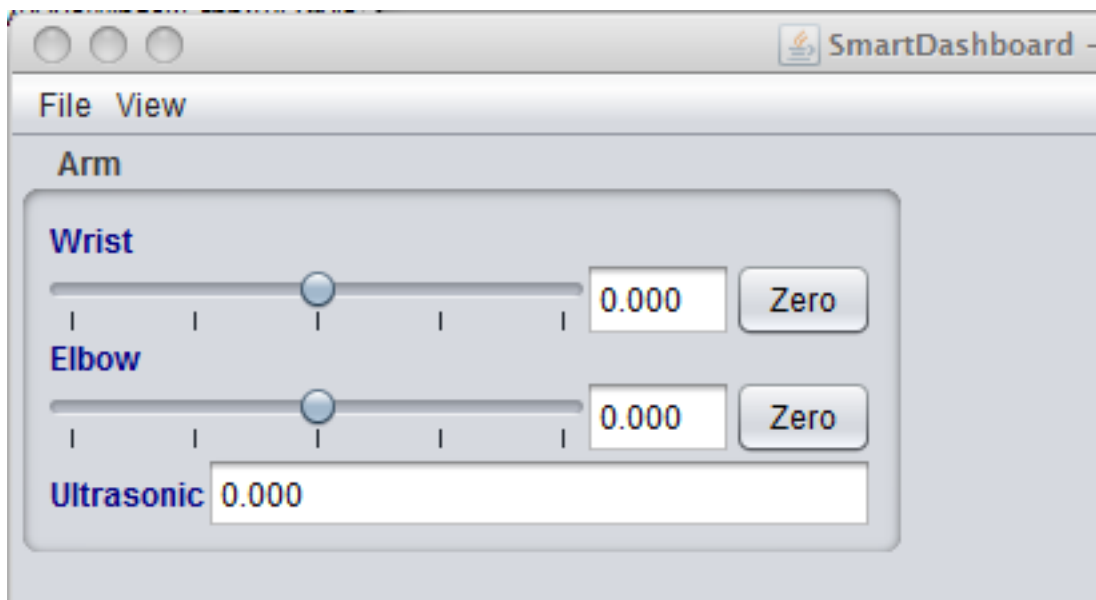 SmartDashboard -
File View
Arm
Wrist
0.000 Zero
Elbow
0.000 Zero
Ultrasonic 0.000